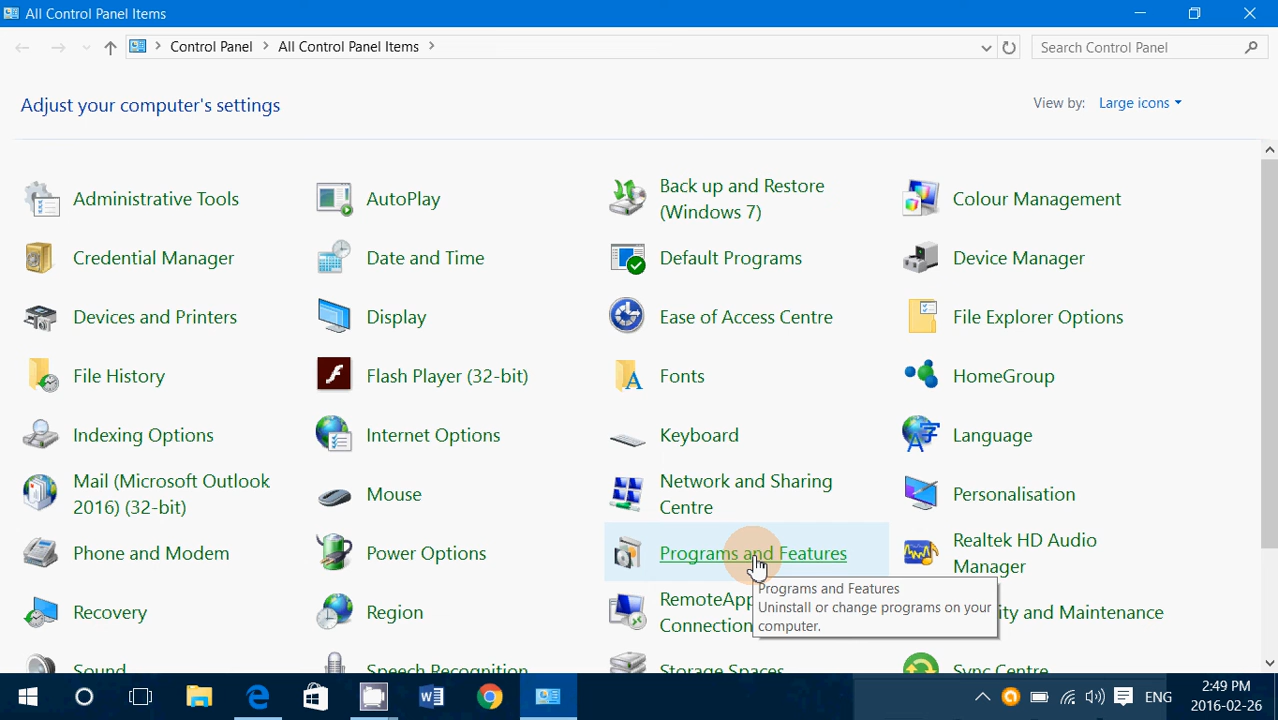 All Control Panel Items
Control Panel > All Control Panel Items >
Search Control Panel
Adjust your computer's settings
View by: Large icons
Administrative Tools
AutoPlay
Back up and Restore
(Windows 7)
Colour Management
Credential Manager
Date and Time
Default Programs
Device Manager
Devices and Printers
Display
Ease of Access Centre
File Explorer Options
File History
Flash Player (32-bit)
Fonts
HomeGroup
Indexing Options
Internet Options
Keyboard
Language
Mail (Microsoft Outlook
2016) (32-bit)
Mouse
Network and Sharing
Centre
Personalisation
Phone and Modem
Power Options
Programs and Features
Realtek HD Audio
Manager
Programs and Features
Uninstall or change programs on your
computer.
Recovery
Region
RemoteApp
Connection
and Maintenance
Sound
Speech Recognition
Storage Spaces
Sync Centre
ENG
2:49 PM
2016-02-26